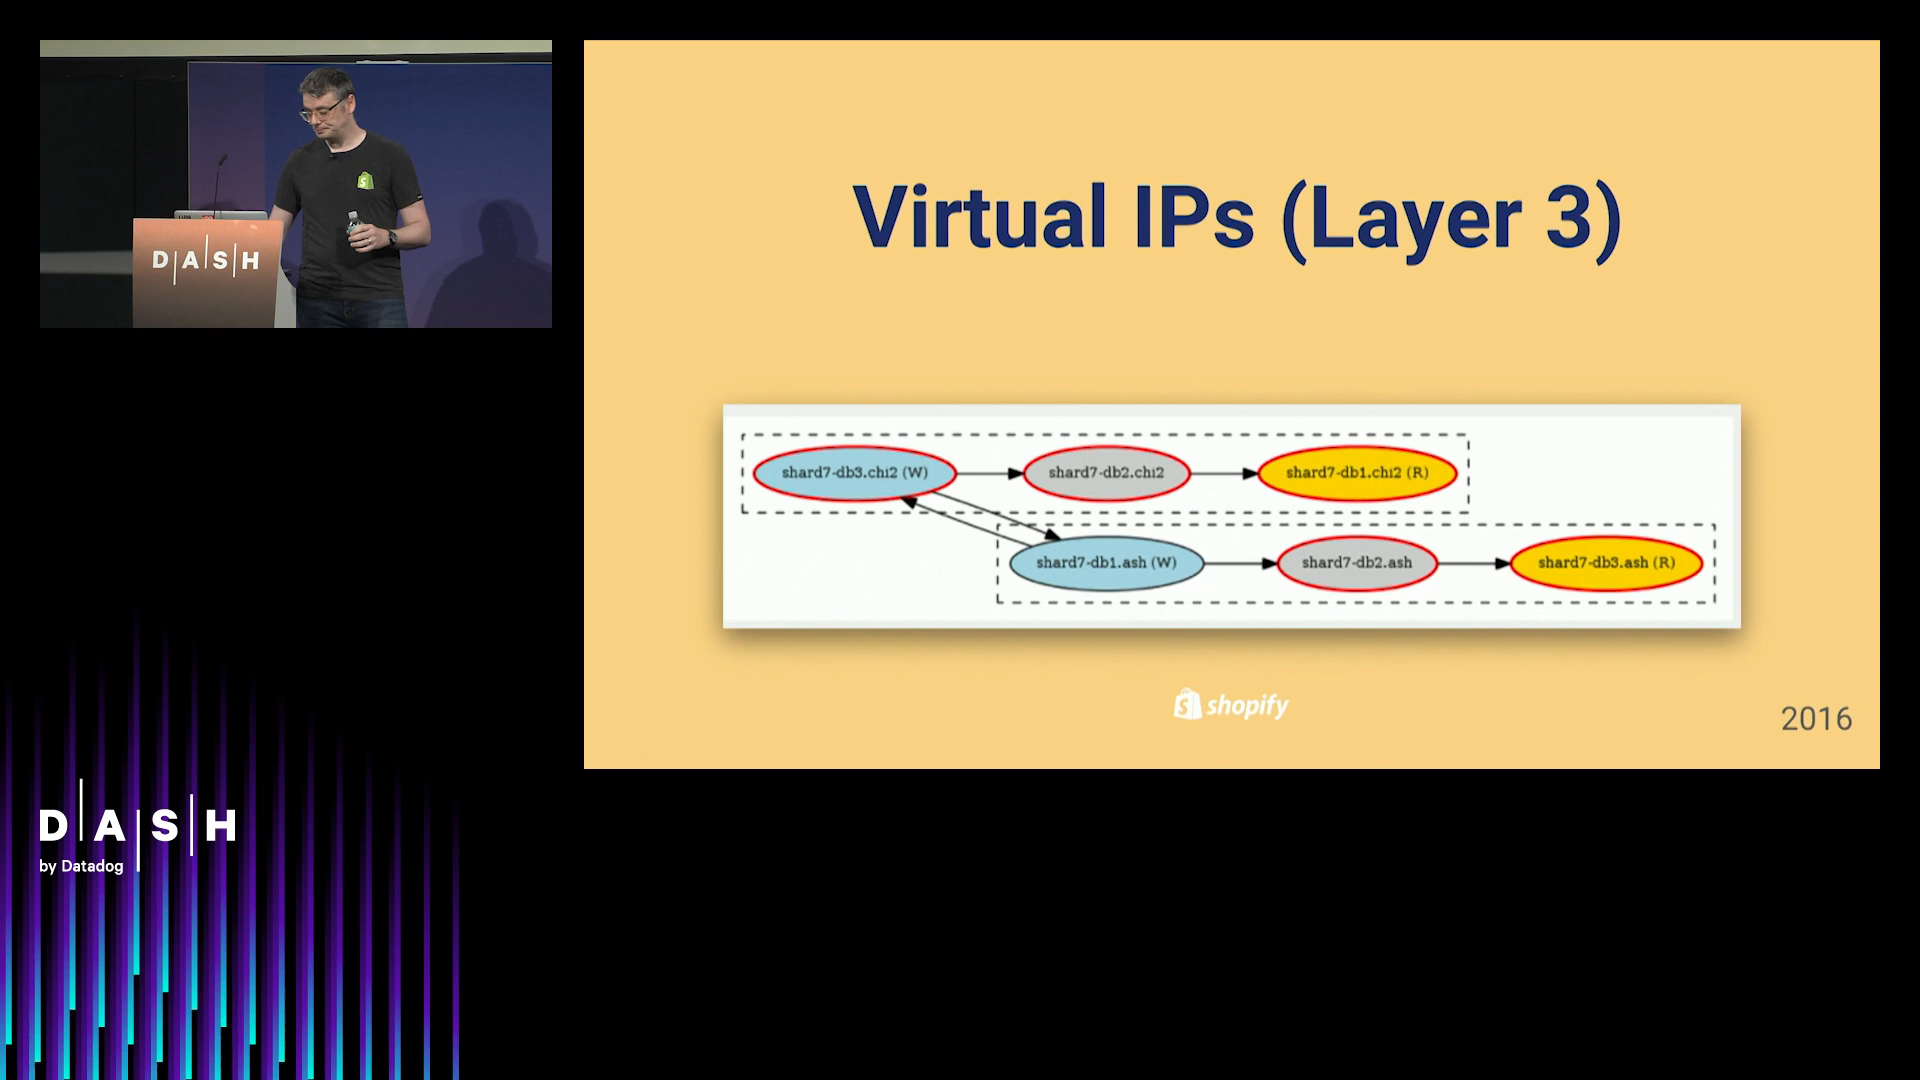 D|A|S|H
Virtual IPs (Layer 3)
shard7-db3.chi2 (W)
shard7-db2.chi2
shard7-db1.chi2 (R)
shard7-db1.ash (W)
shard7-db2.ash
shard7-db3.ash (R)
shopify
2016
D|A|S|H
by Datadog